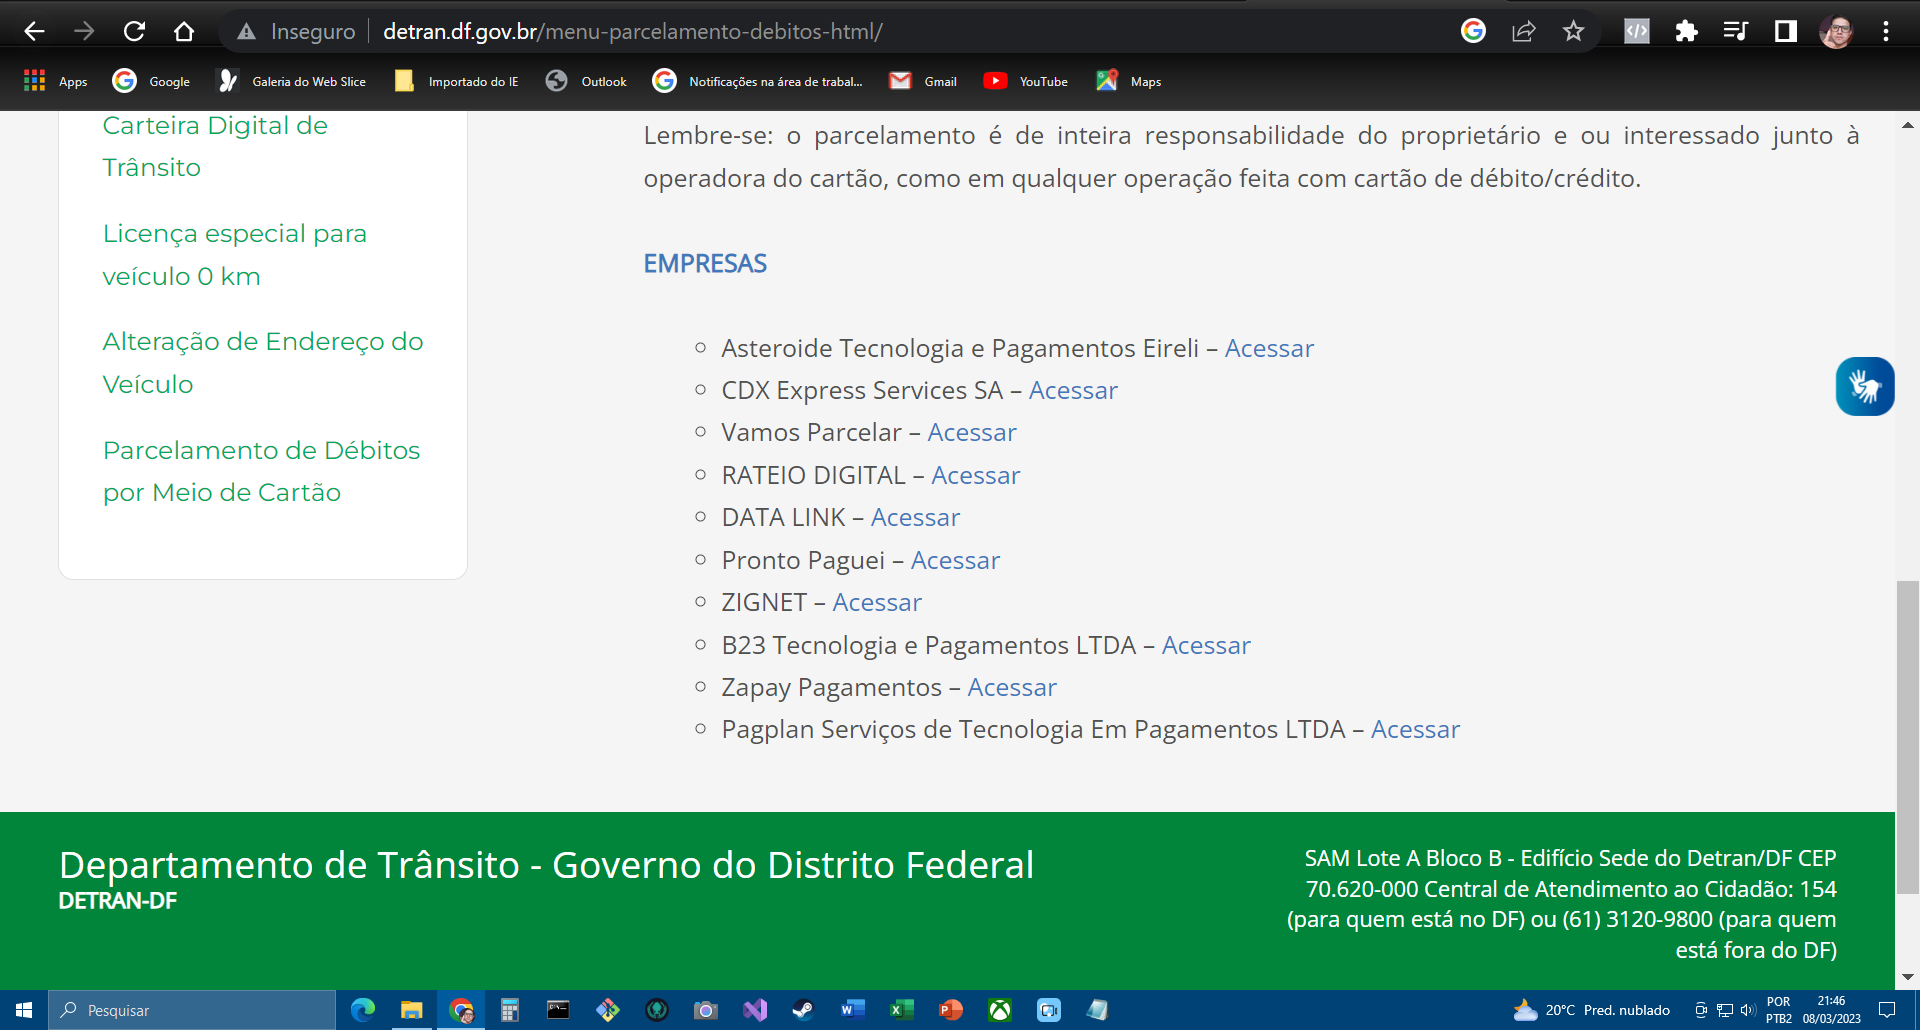 Inseguro
detran.df.gov.br/menu-parcelamento-debitos-html/
Apps
Google
Galeria do Web Slice
Importado do IE
Outlook
Notificações na área de trabal...
Gmail
YouTube
Maps
Carteira Digital de
Trânsito
Licença especial para
veículo 0 km
Alteração de Endereço do
Veículo
Parcelamento de Débitos
por Meio de Cartão
Lembre-se: o parcelamento é de inteira responsabilidade do proprietário e ou interessado junto à
operadora do cartão, como em qualquer operação feita com cartão de débito/crédito.
EMPRESAS
Asteroide Tecnologia e Pagamentos Eireli – Acessar
CDX Express Services SA – Acessar
Vamos Parcelar – Acessar
RATEIO DIGITAL – Acessar
DATA LINK – Acessar
Pronto Paguei – Acessar
ZIGNET – Acessar
B23 Tecnologia e Pagamentos LTDA – Acessar
Zapay Pagamentos – Acessar
Pagplan Serviços de Tecnologia Em Pagamentos LTDA – Acessar
Departamento de Trânsito - Governo do Distrito Federal
DETRAN-DF
SAM Lote A Bloco B - Edifício Sede do Detran/DF CEP
70.620-000 Central de Atendimento ao Cidadão: 154
(para quem está no DF) ou (61) 3120-9800 (para quem
está fora do DF)
Pesquisar
20°C Pred. nublado
POR
PTB2
21:46
08/03/2023